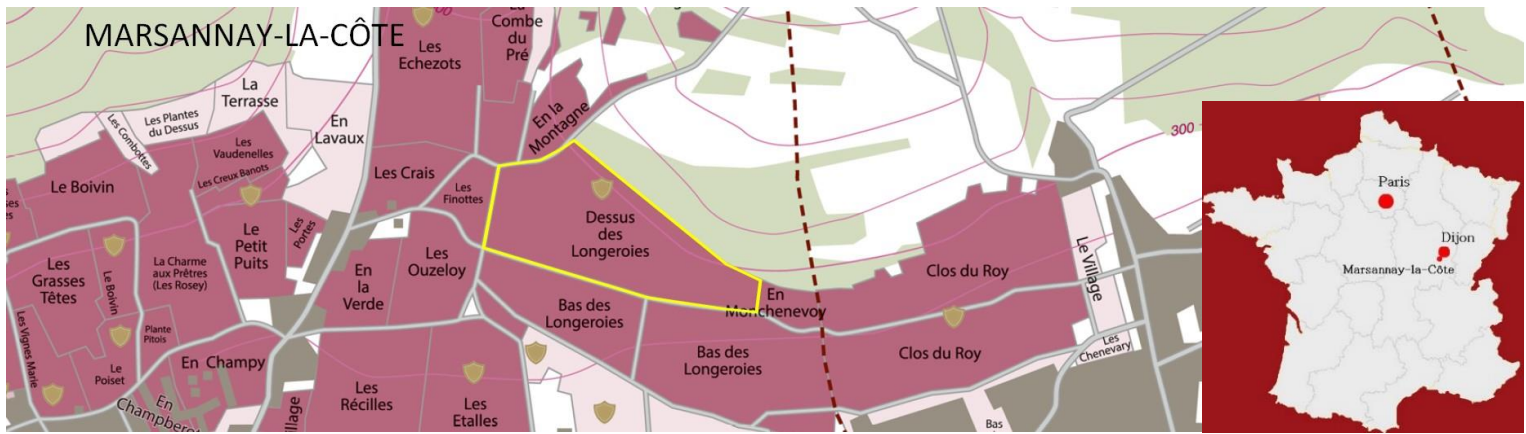 MARSANNAY-LA-CÔTE
Les
Echezots
Combe
du
Pré
La
Terrasse
Les Plantes
du Dessus
Les Combottes
En
Lavaux
Les
Vaudenelles
Les Creux Banots
Le Boivin
Les Crais
Les
Finottes
En la
Montagne
300
Dessus
des
Longeroies
Le
Petit
Puits
Les
Portes
Les
Grasses
Têtes
Le Boivin
La Charme
aux Prêtres
(Les Rosey)
En
la
Verde
Les
Ouzeloy
Bas des
Longeroies
En
Monchenevoy
Clos du Roy
Le Village
Les Vignes Marie
Plante
Pitois
Le
Poiset
En Champy
En
Champberot
Les
Récilles
Les
Etalles
Bas des
Longeroies
Clos du Roy
Les
Chenevary
Bas
Paris
Dijon
Marsannay-la-Côte